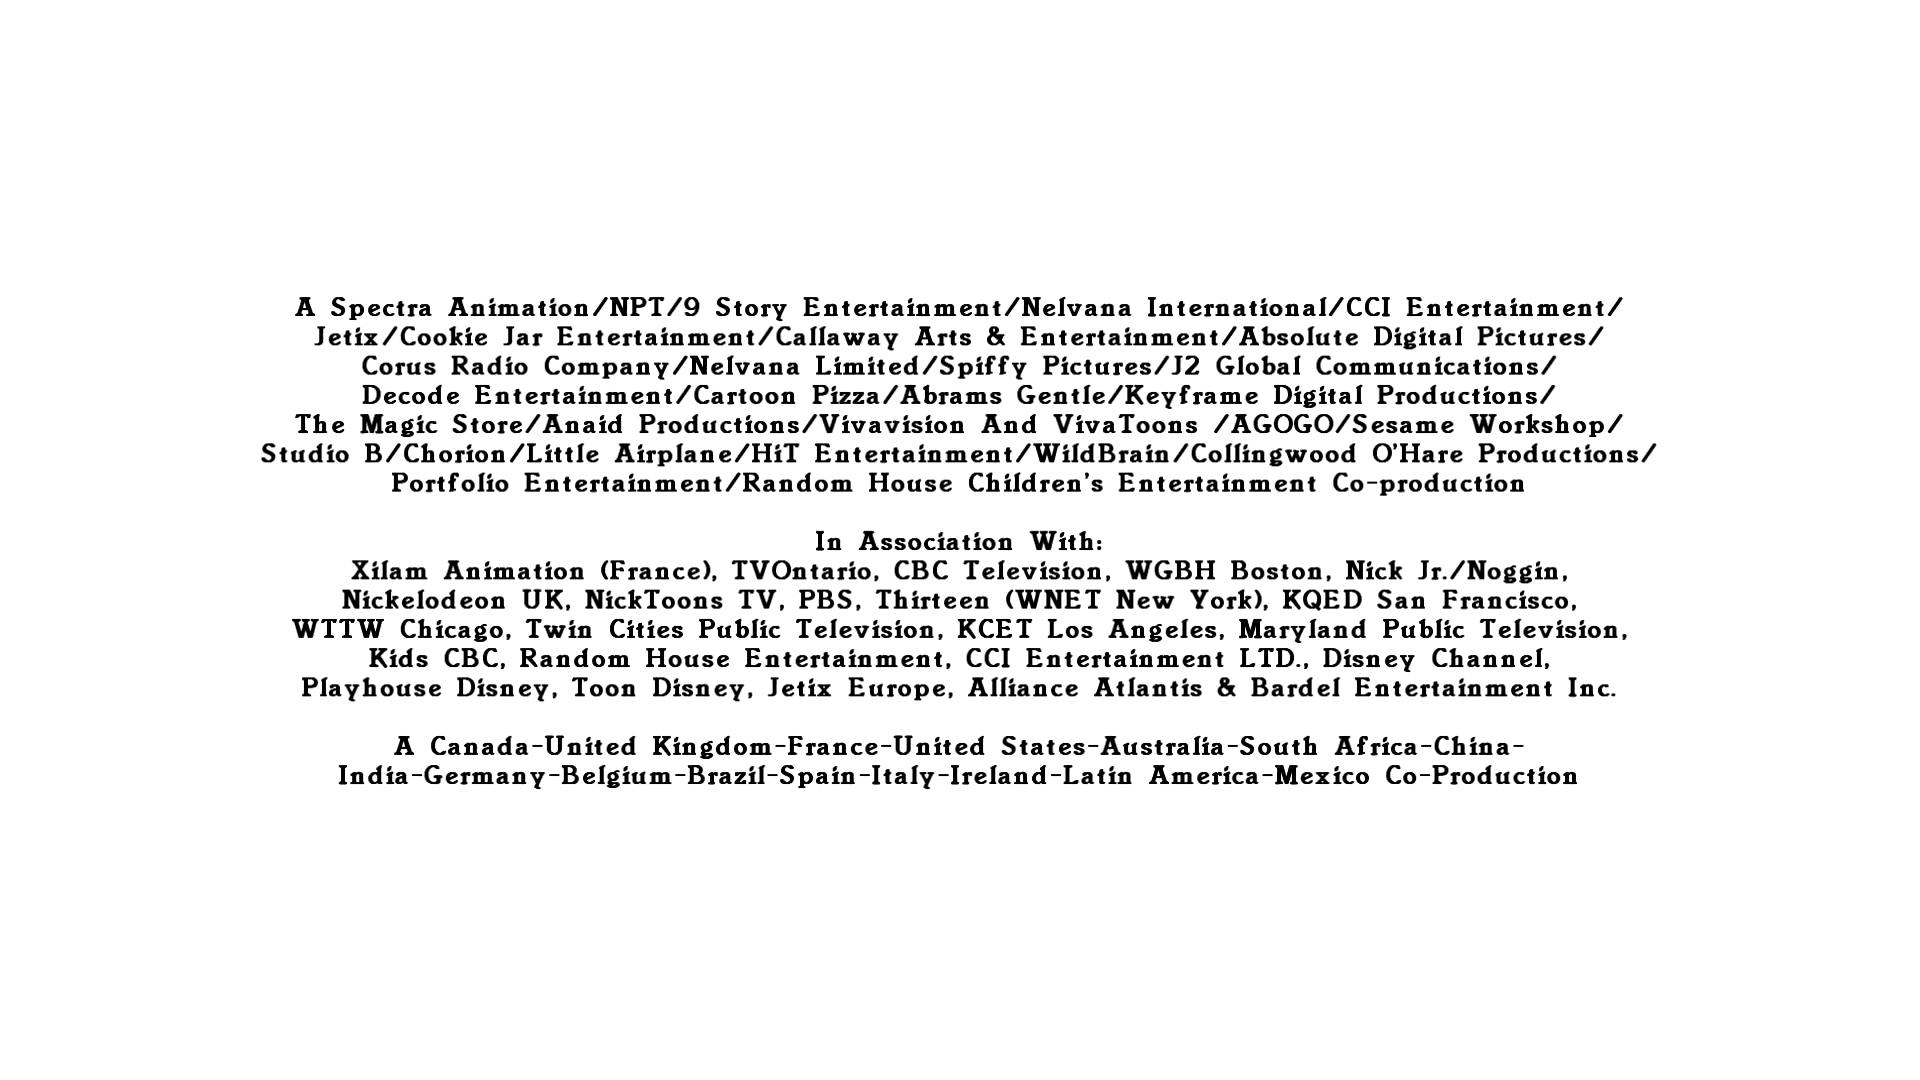 A Spectra Animation/NPT/9 Story Entertainment/Nelvana International/CCI Entertainment/
Jetix/Cookie Jar Entertainment/Callaway Arts & Entertainment/Absolute Digital Pictures/
Corus Radio Company/Nelvana Limited/Spiffy Pictures/J2 Global Communications/
Decode Entertainment/Cartoon Pizza/Abrams Gentle/Keyframe Digital Productions/
The Magic Store/Anaid Productions/Vivavision And VivaToons /AGOGO/Sesame Workshop/
Studio B/Chorion/Little Airplane/HiT Entertainment/WildBrain/Collingwood O'Hare Productions/
Portfolio Entertainment/Random House Children's Entertainment Co-production
In Association With:
Xilam Animation (France), TVOntario, CBC Television, WGBH Boston, Nick Jr./Noggin,
Nickelodeon UK, NickToons TV, PBS, Thirteen (WNET New York), KQED San Francisco,
WTTW Chicago, Twin Cities Public Television, KCET Los Angeles, Maryland Public Television,
Kids CBC, Random House Entertainment, CCI Entertainment LTD., Disney Channel,
Playhouse Disney, Toon Disney, Jetix Europe, Alliance Atlantis & Bardel Entertainment Inc.
A Canada-United Kingdom-France-United States-Australia-South Africa-China-
India-Germany-Belgium-Brazil-Spain-Italy-Ireland-Latin America-Mexico Co-Production